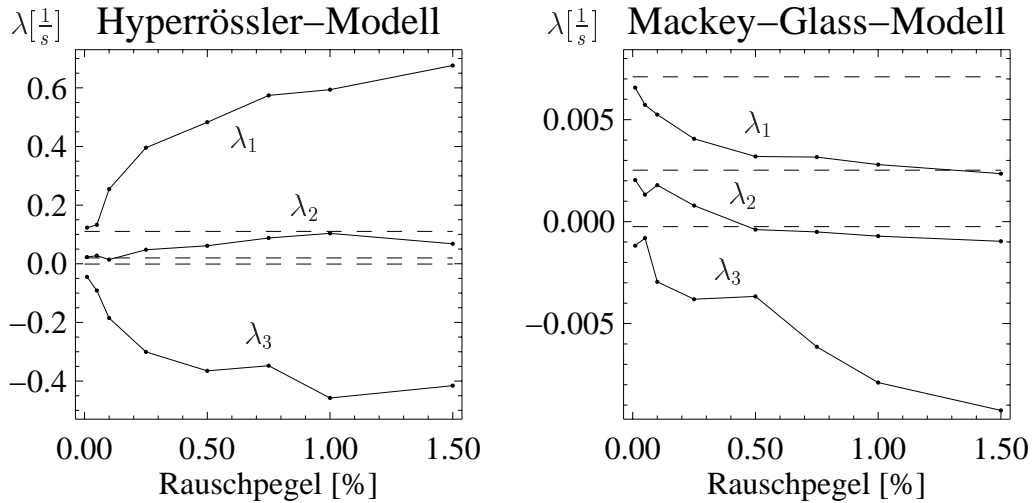 λ[1/s] Hyperrössler–Modell
0.6
0.4
0.2
0.0
−0.2
−0.4
λ1
λ2
λ3
0.00 0.50 1.00 1.50
Rauschpegel [%]
λ[1/s] Mackey–Glass–Modell
0.005
0.000
−0.005
λ1
λ2
λ3
0.00 0.50 1.00 1.50
Rauschpegel [%]